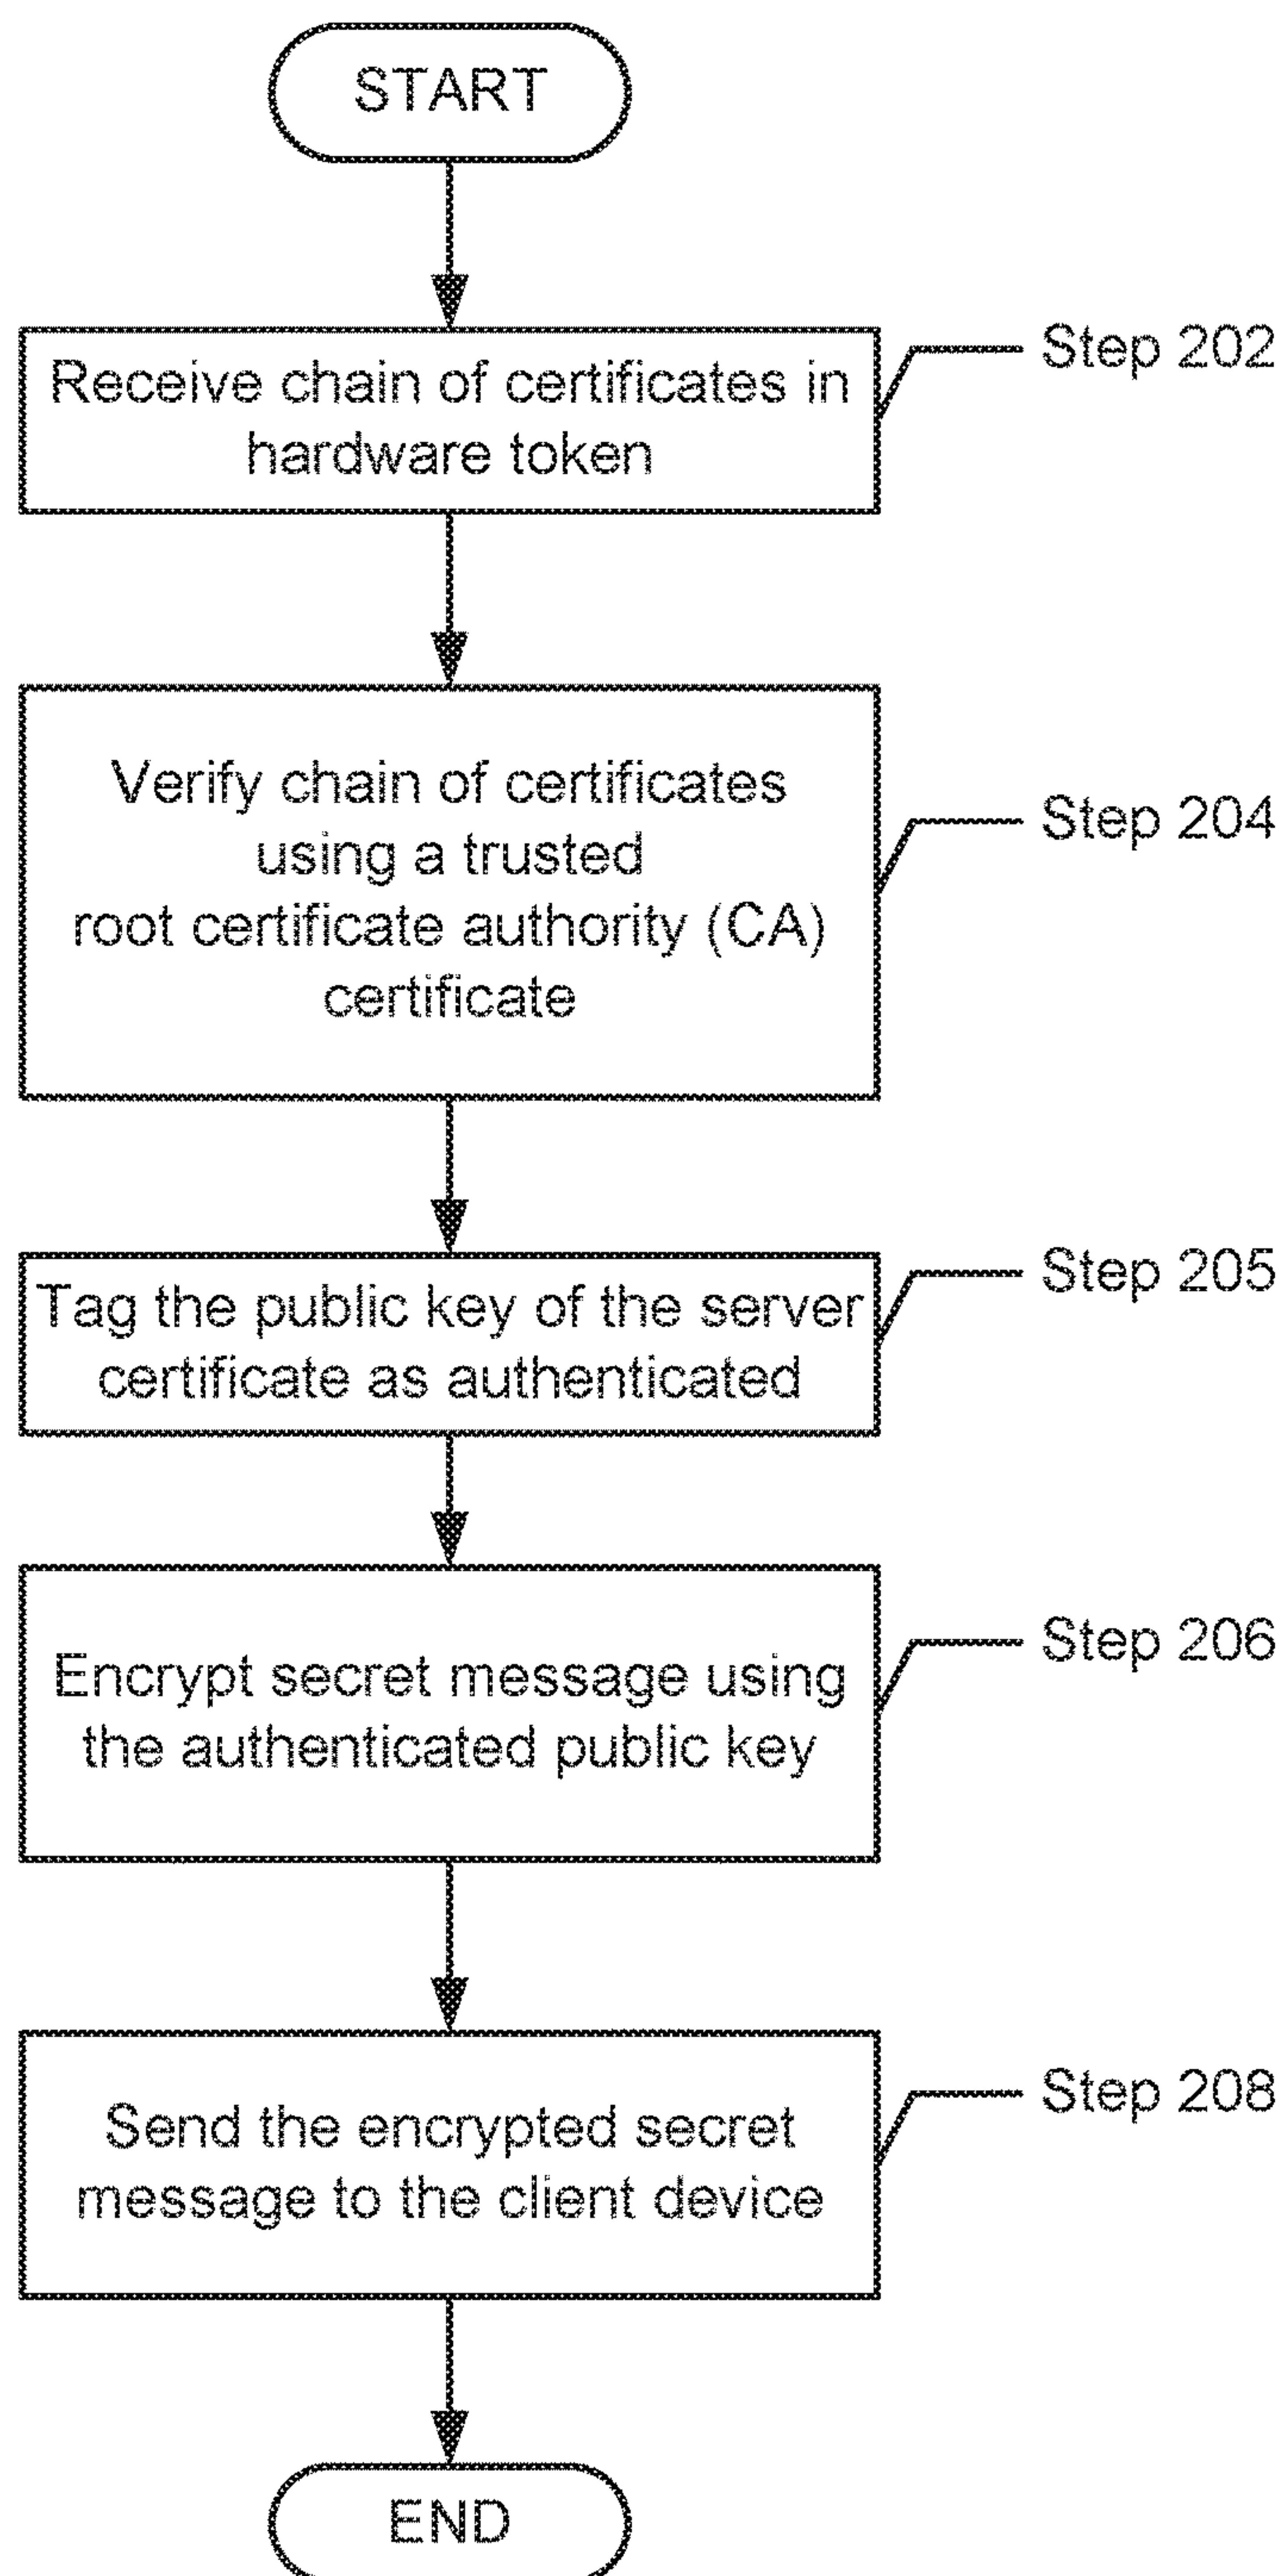 START
Receive chain of certificates in
hardware token
Step 202
Verify chain of certificates
using a trusted
root certificate authority (CA)
certificate
Step 204
Tag the public key of the server
certificate as authenticated
Step 205
Encrypt secret message using
the authenticated public key
Step 206
Send the encrypted secret
message to the client device
Step 208
END